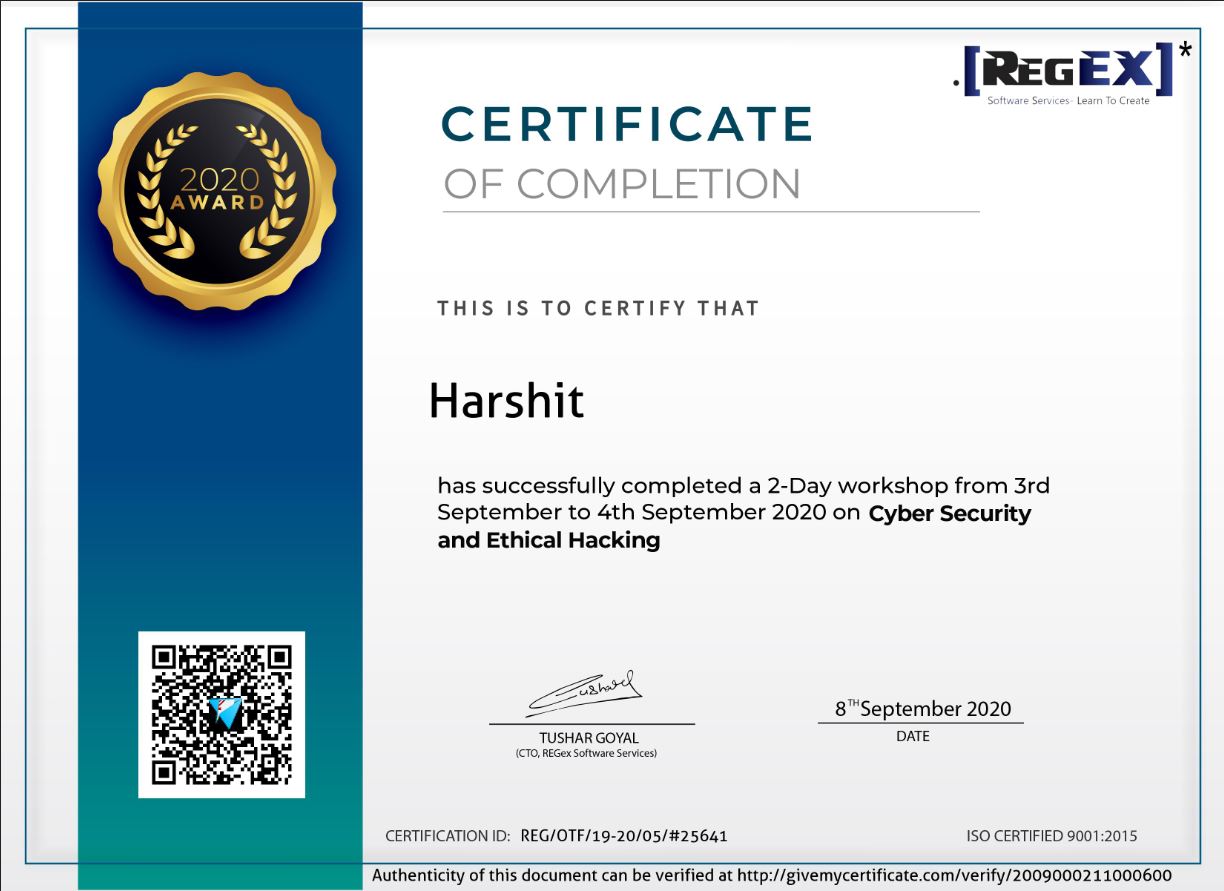 .[REGEX]*
Software Services- Learn To Create
2020
AWARD
CERTIFICATE
OF COMPLETION
THIS IS TO CERTIFY THAT
Harshit
has successfully completed a 2-Day workshop from 3rd
September to 4th September 2020 on Cyber Security
and Ethical Hacking
Tushar
TUSHAR GOYAL
(CTO, REGex Software Services)
8TH September 2020
DATE
CERTIFICATION ID: REG/OTF/19-20/05/#25641
ISO CERTIFIED 9001:2015
Authenticity of this document can be verified at http://givemycertificate.com/verify/2009000211000600